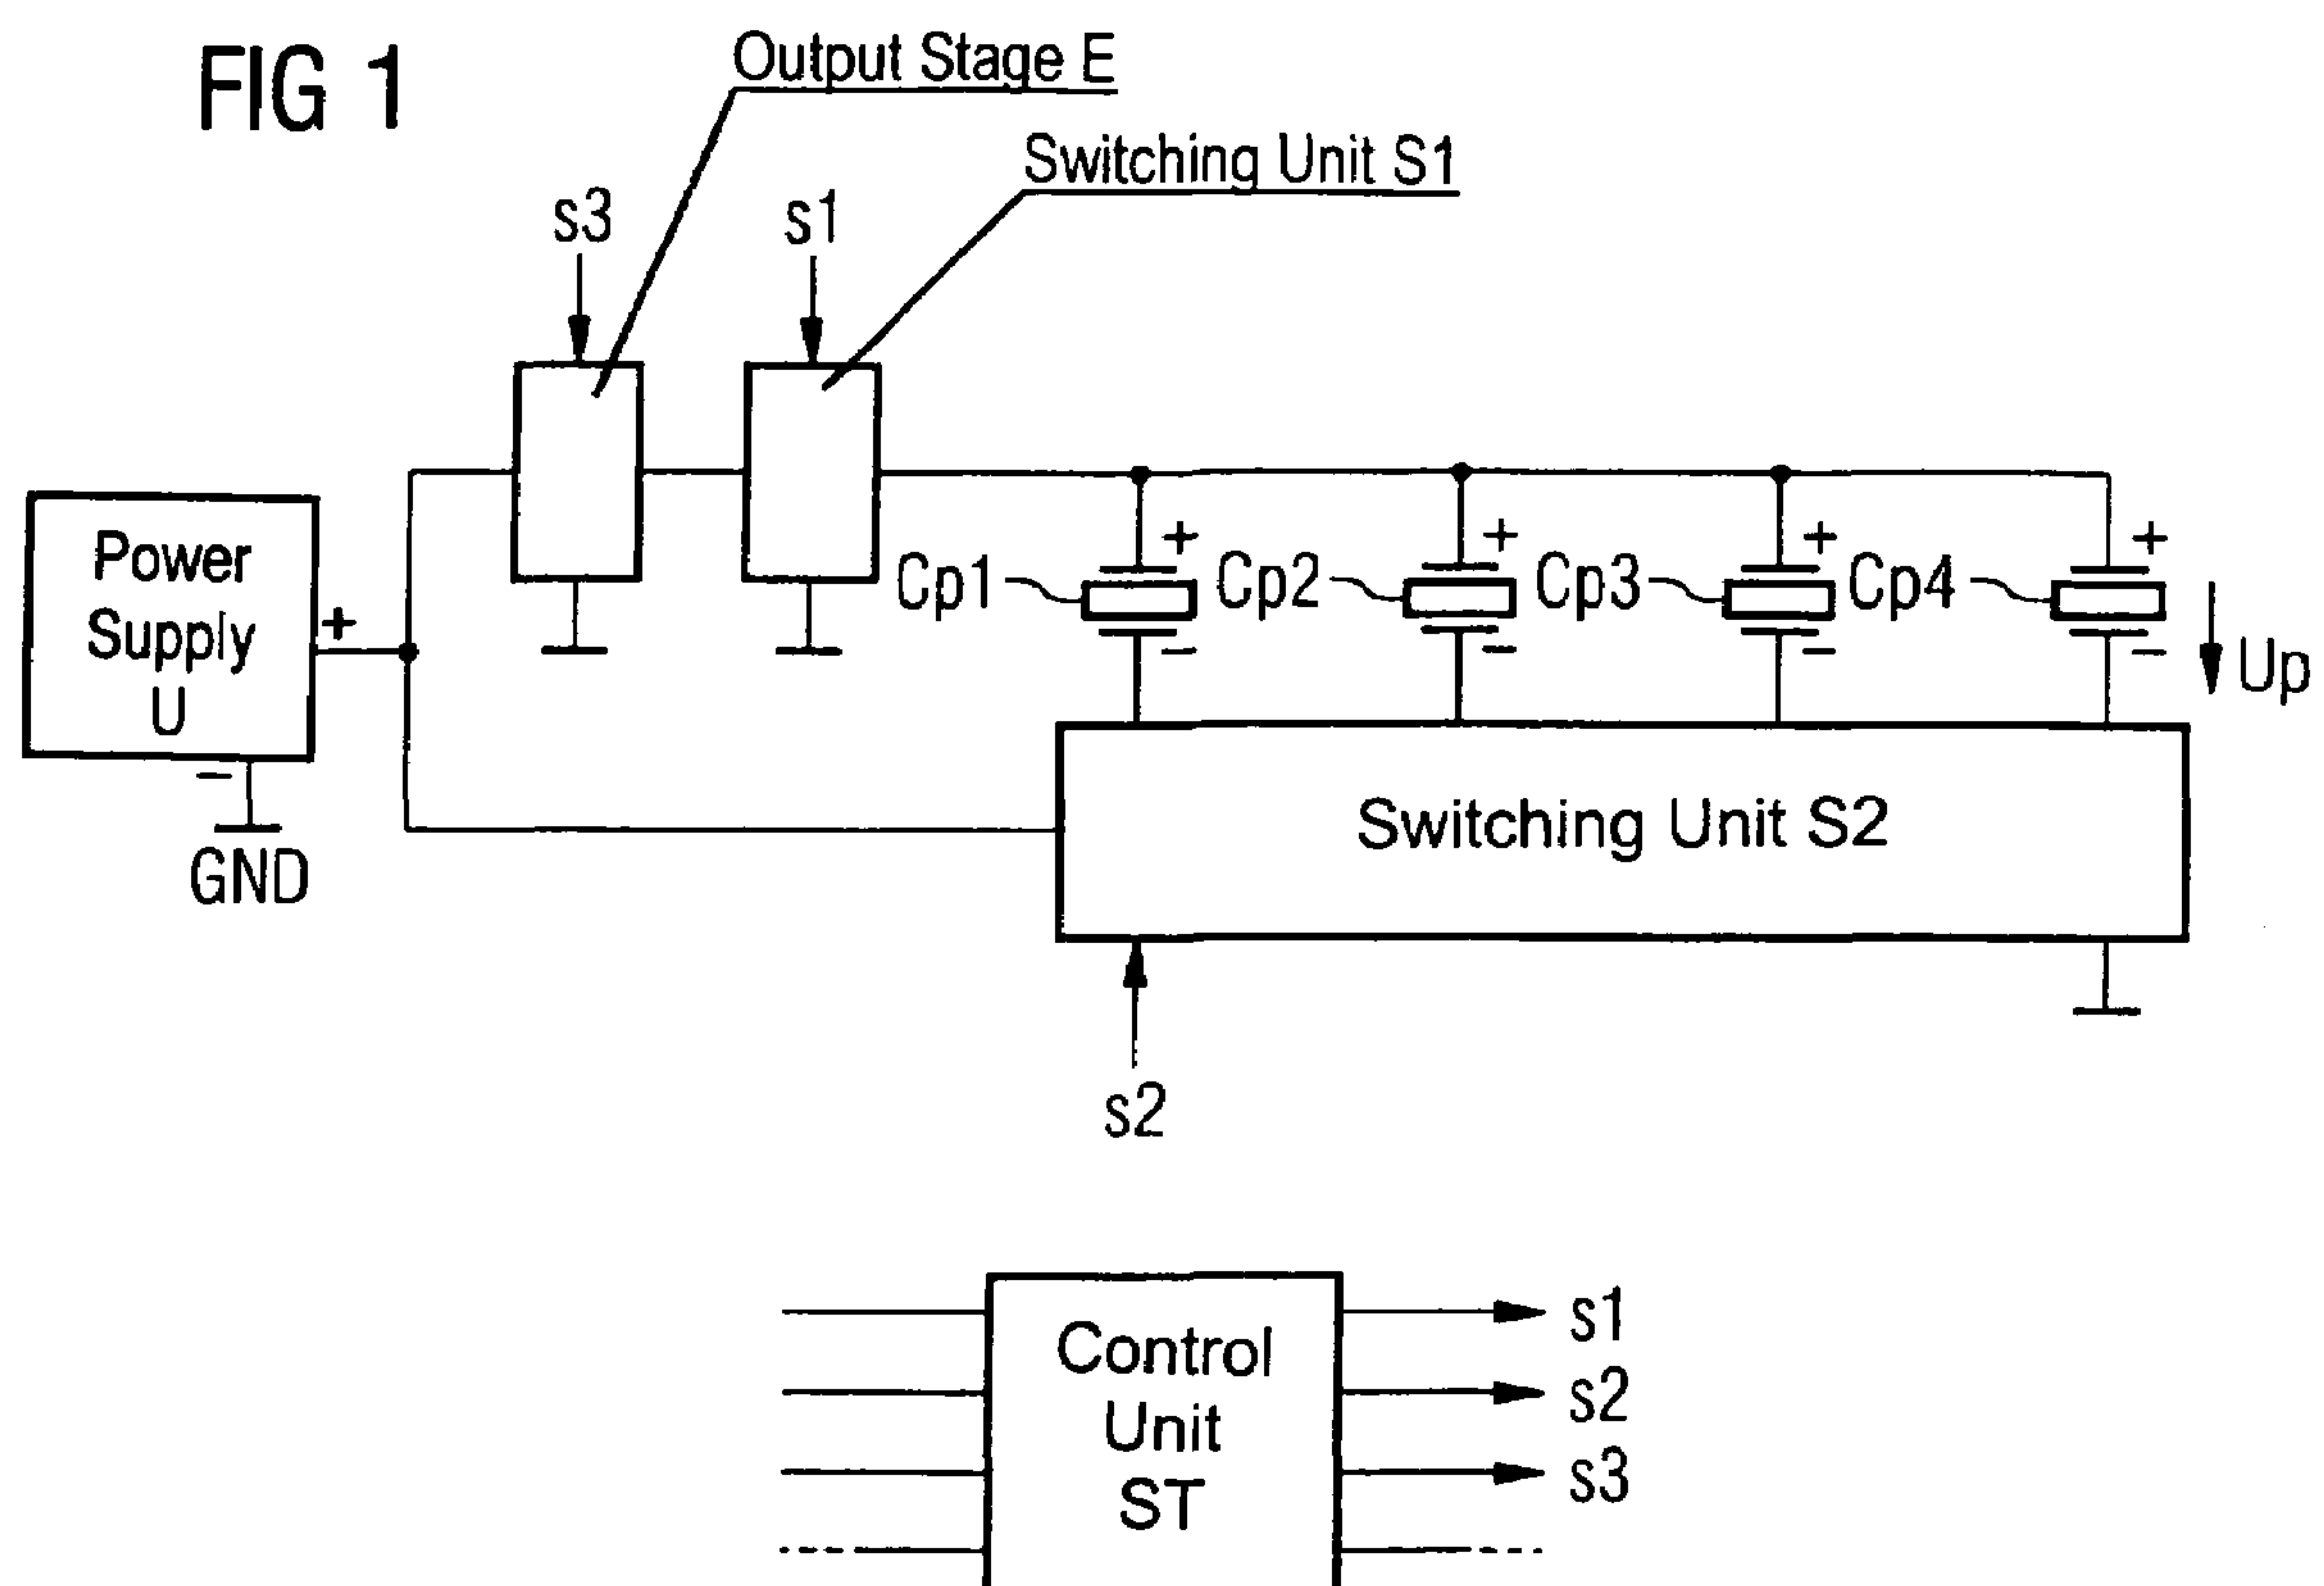 FIG 1
Output Stage E
Switching Unit S1
s3
s1
Power
Supply
U
+
−
GND
Cp1
+
−
Cp2
+
−
Cp3
+
−
Cp4
+
−
Up
Switching Unit S2
s2
Control
Unit
ST
s1
s2
s3